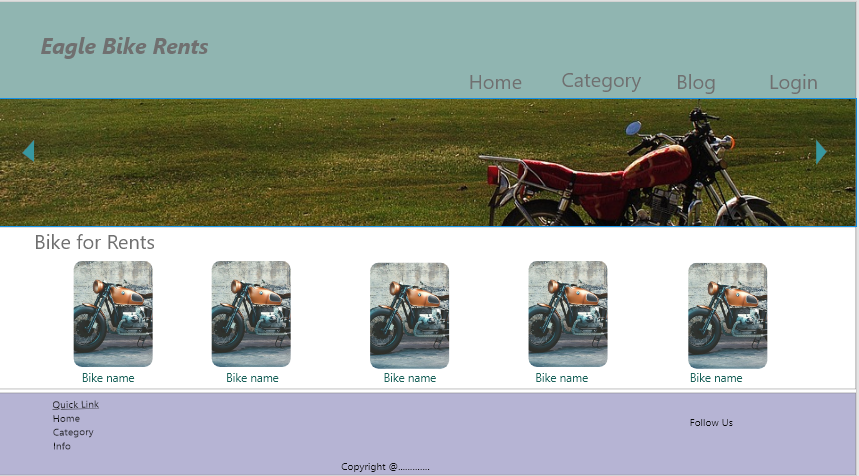 Eagle Bike Rents
Home Category Blog Login
Bike for Rents
Bike name Bike name Bike name Bike name Bike name
Quick Link
Home
Category
Info
Follow Us
Copyright @.............